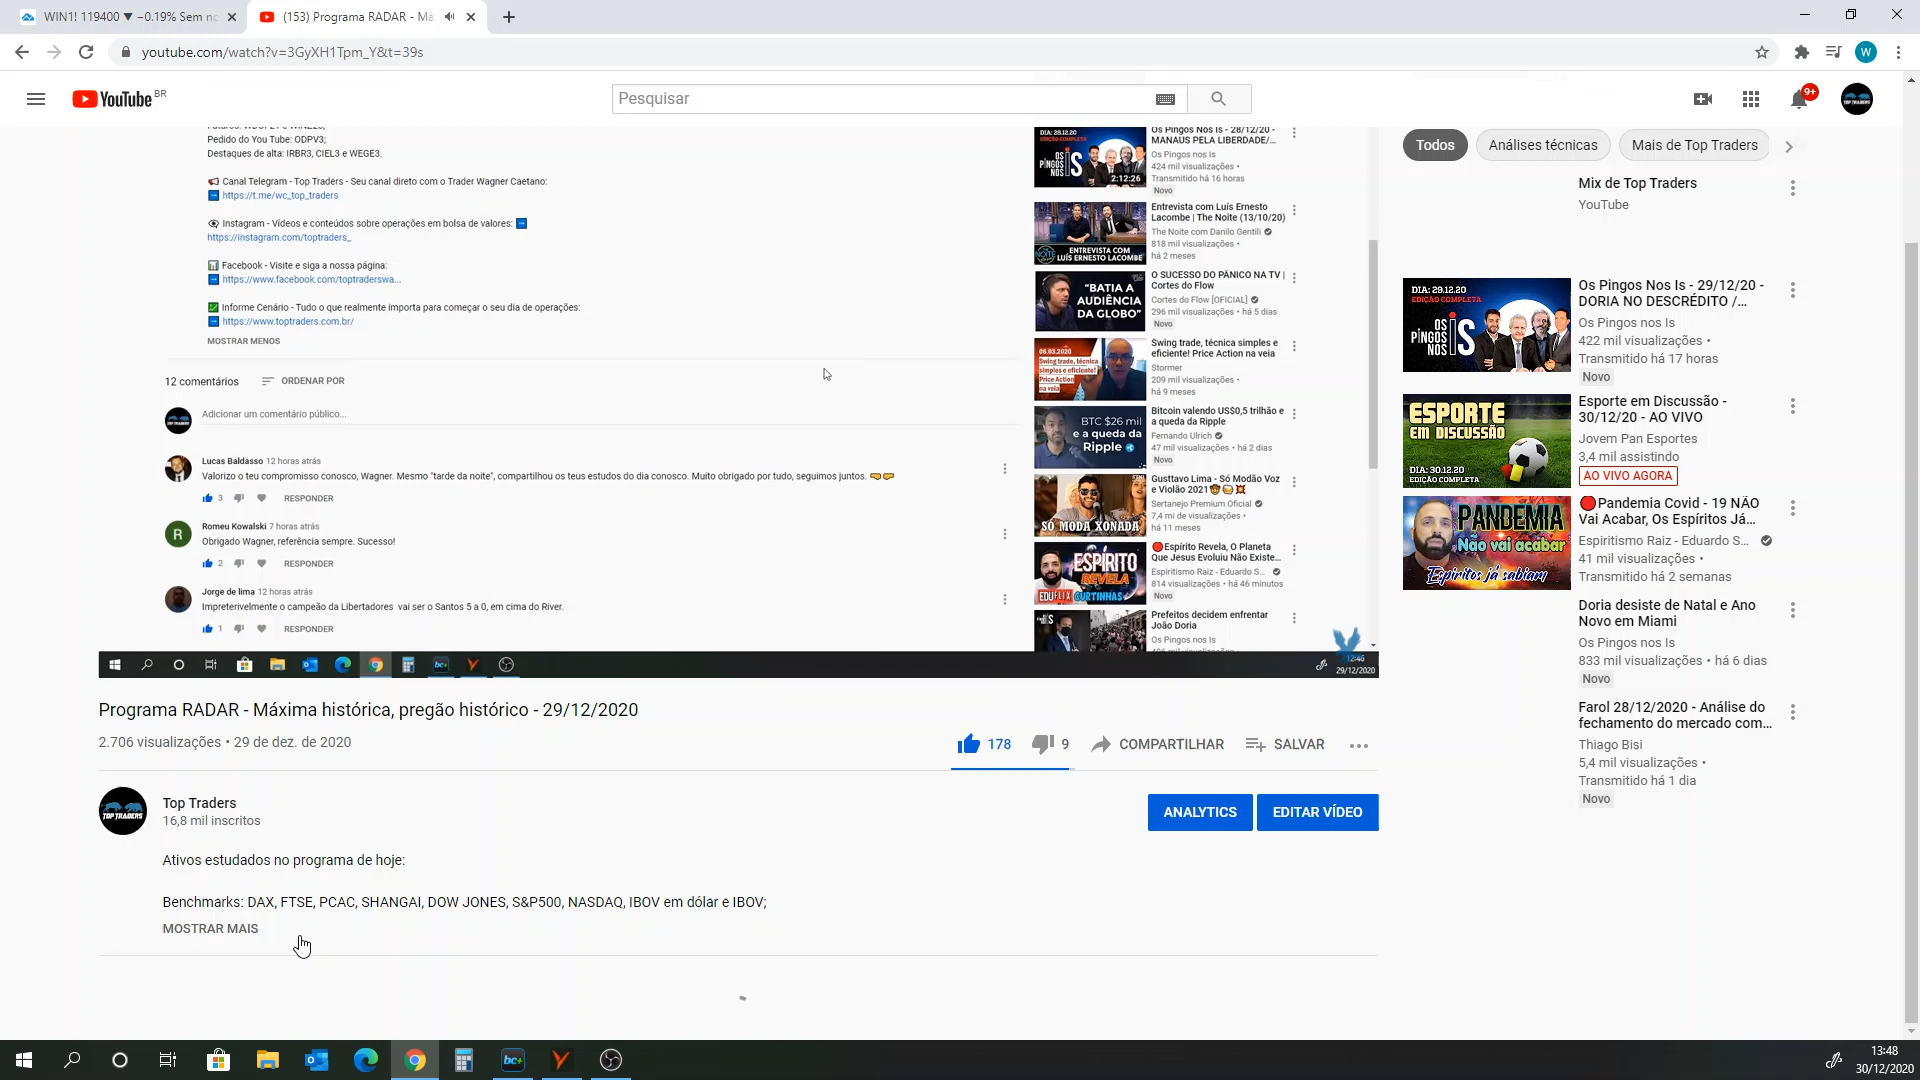 WIN1! 119400 ▼ −0.19% Sem no
(153) Programa RADAR - Má
youtube.com/watch?v=3GyXH1Tpm_Y&t=39s
W
YouTube BR
Pesquisar
9+
Pedido do You Tube: ODPV3;
Destaques de alta: IRBR3, CIEL3 e WEGE3.
Canal Telegram - Top Traders - Seu canal direto com o Trader Wagner Caetano:
https://t.me/wc_top_traders
Instagram - Vídeos e conteúdos sobre operações em bolsa de valores:
https://instagram.com/toptraders_
Facebook - Visite e siga a nossa página:
https://www.facebook.com/toptraderswa...
Informe Cenário - Tudo o que realmente importa para começar o seu dia de operações:
https://www.toptraders.com.br/
MOSTRAR MENOS
12 comentários
ORDENAR POR
Adicionar um comentário público...
Lucas Baldasso 12 horas atrás
Valorizo o teu compromisso conosco, Wagner. Mesmo "tarde da noite", compartilhou os teus estudos do dia conosco. Muito obrigado por tudo, seguimos juntos. 🤜🤛
3 RESPONDER
R
Romeu Kowalski 7 horas atrás
Obrigado Wagner, referência sempre. Sucesso!
2 RESPONDER
Jorge de lima 12 horas atrás
Impreterivelmente o campeão da Libertadores vai ser o Santos 5 a 0, em cima do River.
1 RESPONDER
DIA: 28.12.20
EDIÇÃO COMPLETA
OS PINGOS NOS IS
2:12:26
Os Pingos Nos Is - 28/12/20 -
MANAUS PELA LIBERDADE/...
Os Pingos nos Is
424 mil visualizações •
Transmitido há 16 horas
Novo
ENTREVISTA COM
LUÍS ERNESTO LACOMBE
Entrevista com Luís Ernesto
Lacombe | The Noite (13/10/20)
The Noite com Danilo Gentili
818 mil visualizações •
há 2 meses
"BATIA A
AUDIÊNCIA
DA GLOBO"
O SUCESSO DO PÂNICO NA TV |
Cortes do Flow
Cortes do Flow [OFICIAL]
296 mil visualizações • há 5 dias
Novo
06.03.2020
Swing trade, técnica
simples e eficiente!
Price Action
na veia
Swing trade, técnica simples e
eficiente! Price Action na veia
Stormer
209 mil visualizações •
há 9 meses
BTC $26 mil
e a queda da
Ripple
Bitcoin valendo US$0,5 trilhão e
a queda da Ripple
Fernando Ulrich
47 mil visualizações • há 2 dias
Novo
SÓ MODA XONADA
Gusttavo Lima - Só Modão Voz
e Violão 2021🤠🍻💥
Sertanejo Premium Oficial
7,4 mi de visualizações •
há 11 meses
ESPÍRITO
REVELA
EDUFLIX CURTINHAS
🔴Espírito Revela, O Planeta
Que Jesus Evoluiu Não Existe...
Espiritismo Raiz - Eduardo S...
814 visualizações • há 46 minutos
Novo
Prefeitos decidem enfrentar
João Doria
Os Pingos nos Is
12:46
29/12/2020
Programa RADAR - Máxima histórica, pregão histórico - 29/12/2020
2.706 visualizações • 29 de dez. de 2020
178
9
COMPARTILHAR
SALVAR
TOP TRADERS
Top Traders
16,8 mil inscritos
ANALYTICS
EDITAR VÍDEO
Ativos estudados no programa de hoje:
Benchmarks: DAX, FTSE, PCAC, SHANGAI, DOW JONES, S&P500, NASDAQ, IBOV em dólar e IBOV;
MOSTRAR MAIS
Todos
Análises técnicas
Mais de Top Traders
Mix de Top Traders
YouTube
DIA: 29.12.20
EDIÇÃO COMPLETA
OS PINGOS NOS IS
Os Pingos Nos Is - 29/12/20 -
DORIA NO DESCRÉDITO /...
Os Pingos nos Is
422 mil visualizações •
Transmitido há 17 horas
Novo
ESPORTE
EM DISCUSSÃO
DIA: 30.12.20
EDIÇÃO COMPLETA
Esporte em Discussão -
30/12/20 - AO VIVO
Jovem Pan Esportes
3,4 mil assistindo
AO VIVO AGORA
PANDEMIA
Não vai acabar
Espíritos já sabiam
🔴Pandemia Covid - 19 NÃO
Vai Acabar, Os Espíritos Já...
Espiritismo Raiz - Eduardo S...
41 mil visualizações •
Transmitido há 2 semanas
Doria desiste de Natal e Ano
Novo em Miami
Os Pingos nos Is
833 mil visualizações • há 6 dias
Novo
Farol 28/12/2020 - Análise do
fechamento do mercado com...
Thiago Bisi
5,4 mil visualizações •
Transmitido há 1 dia
Novo
bc+
13:48
30/12/2020